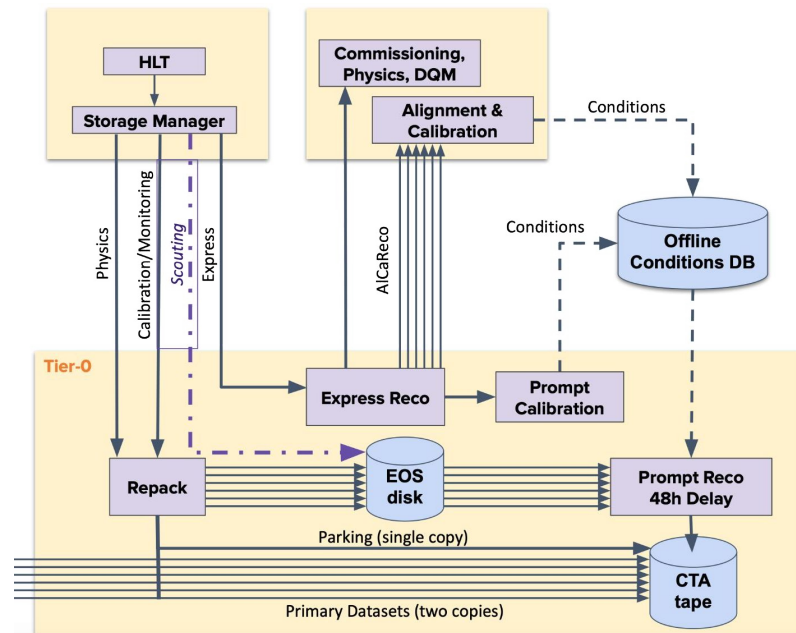 HLT
Storage Manager
Commissioning,
Physics, DQM
Alignment &
Calibration
Conditions
Physics
Calibration/Monitoring
Scouting
Express
AlCaReco
Conditions
Offline
Conditions DB
Tier-0
Express Reco
Prompt
Calibration
Repack
EOS
disk
Prompt Reco
48h Delay
Parking (single copy)
CTA
tape
Primary Datasets (two copies)